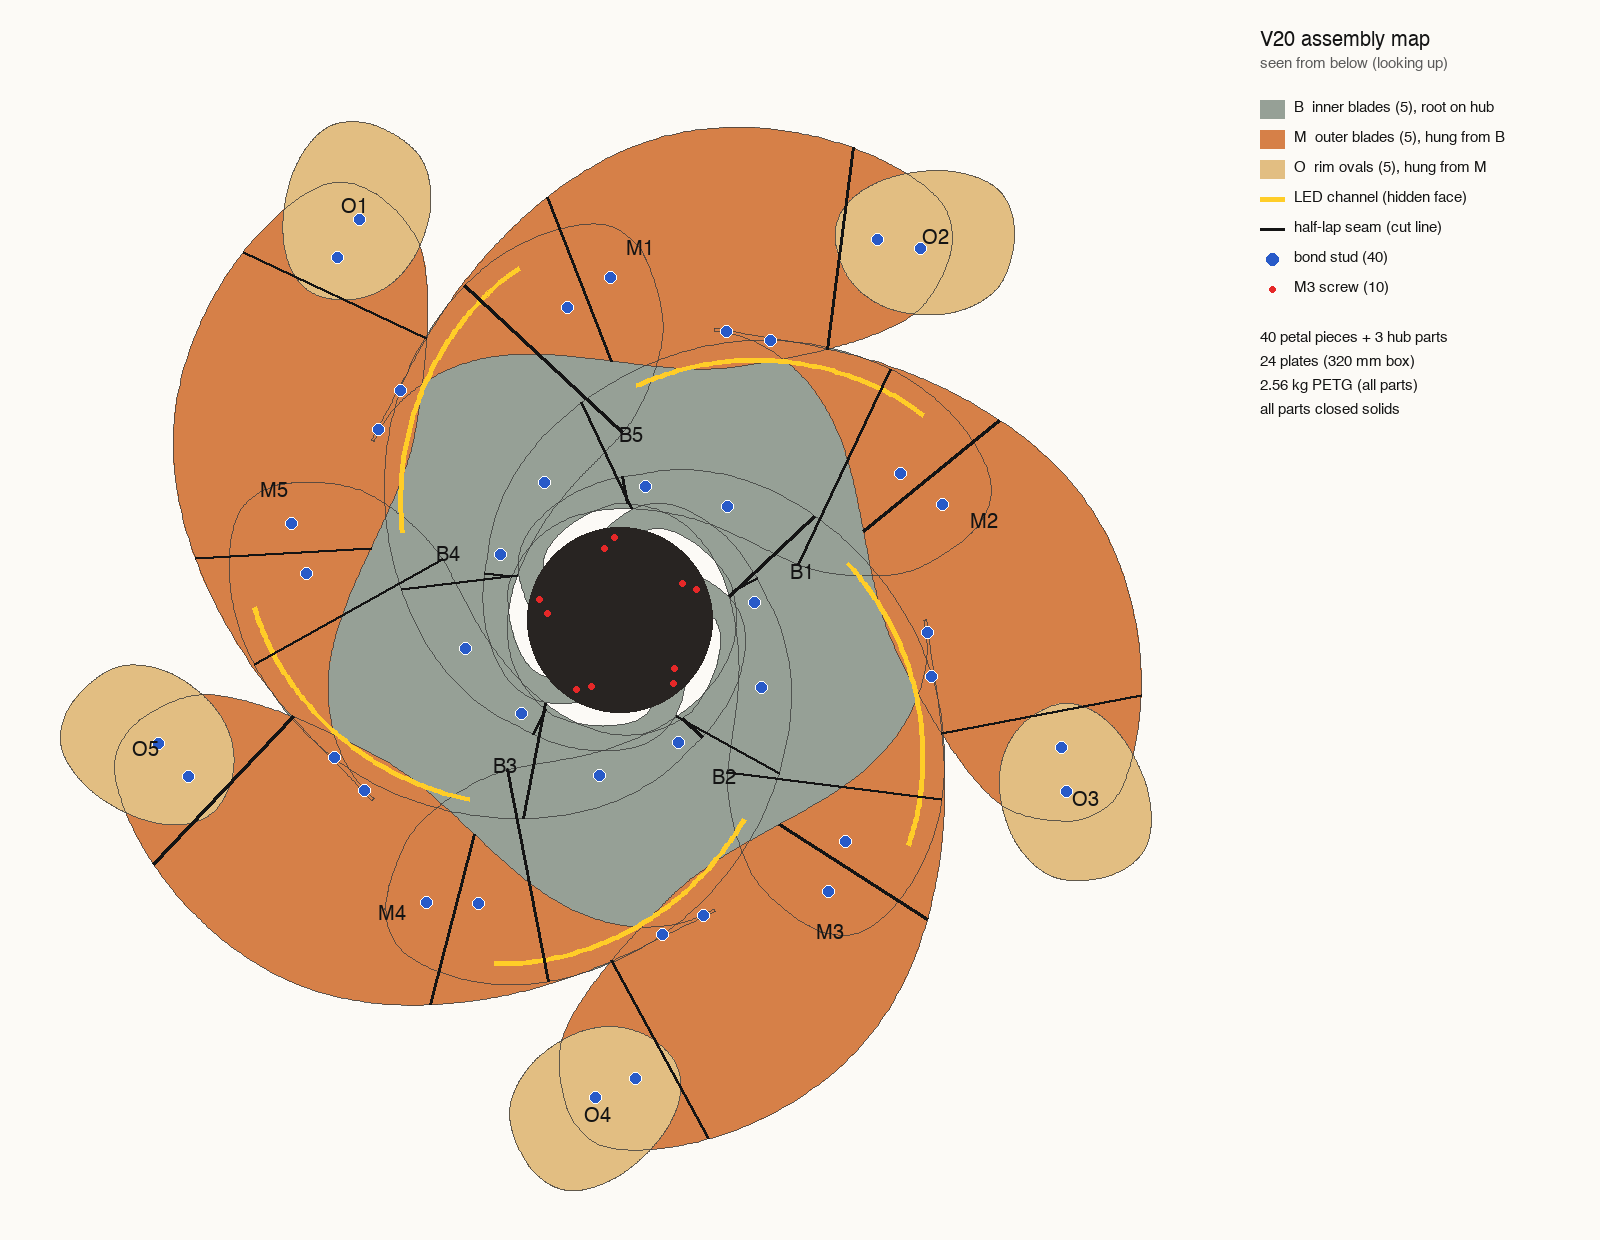 V20 assembly map
seen from below (looking up)
B inner blades (5), root on hub
M outer blades (5), hung from B
O rim ovals (5), hung from M
LED channel (hidden face)
half-lap seam (cut line)
bond stud (40)
M3 screw (10)
40 petal pieces + 3 hub parts
24 plates (320 mm box)
2.56 kg PETG (all parts)
all parts closed solids
O1
O2
M1
B5
M5
M2
B4
B1
O5
B3
B2
O3
M4
M3
O4